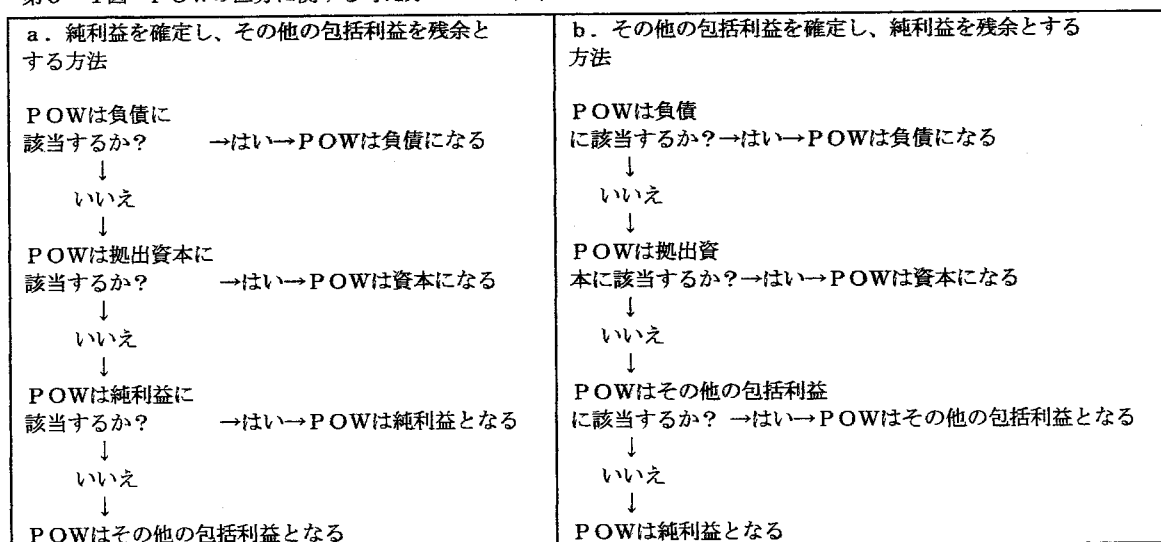 a．純利益を確定し、その他の包括利益を残余と
する方法
POWは負債に
該当するか？　→はい→POWは負債になる
↓
いいえ
↓
POWは拠出資本に
該当するか？　→はい→POWは資本になる
↓
いいえ
↓
POWは純利益に
該当するか？　→はい→POWは純利益となる
↓
いいえ
↓
POWはその他の包括利益となる
b．その他の包括利益を確定し、純利益を残余とする
方法
POWは負債
に該当するか？→はい→POWは負債になる
↓
いいえ
↓
POWは拠出資
本に該当するか？→はい→POWは資本になる
↓
いいえ
↓
POWはその他の包括利益
に該当するか？→はい→POWはその他の包括利益となる
↓
いいえ
↓
POWは純利益となる